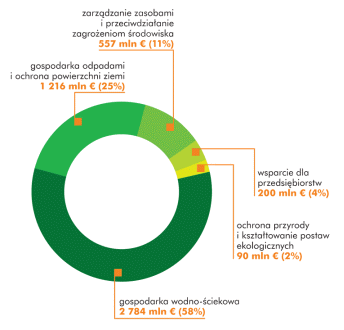 zarządzanie zasobami
i przeciwdziałanie
zagrożeniom środowiska
557 mln € (11%)
gospodarka odpadami
i ochrona powierzchni ziemi
1 216 mln € (25%)
wsparcie dla
przedsiębiorstw
200 mln € (4%)
ochrona przyrody
i kształtowanie postaw
ekologicznych
90 mln € (2%)
gospodarka wodno-ściekowa
2 784 mln € (58%)